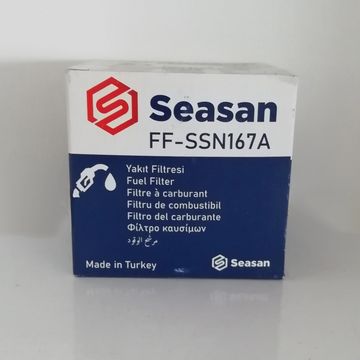 Seasan
FF-SSN167A
Yakıt Filtresi
Fuel Filter
Filtre à carburant
Filtru de combustibil
Filtro del carburante
Φίλτρο καυσίμων
مرشح الوقود
Made in Turkey
Seasan